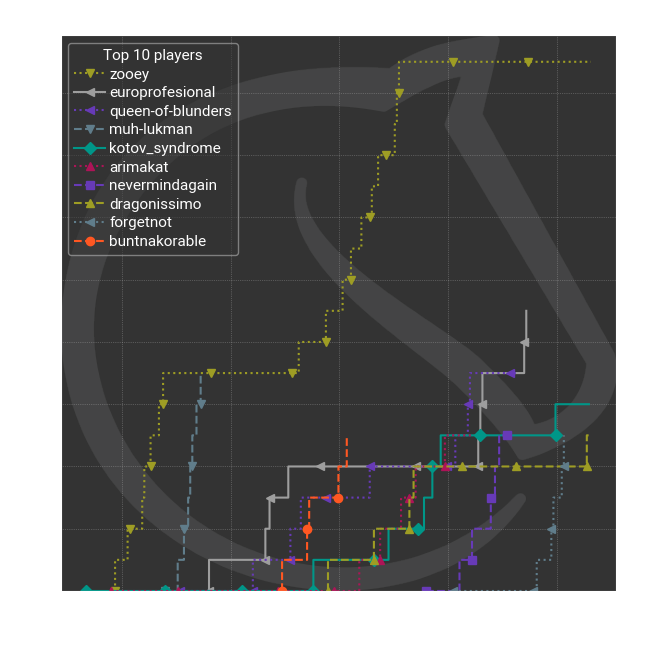 Top 10 players
zooey
europrofesional
queen-of-blunders
muh-lukman
kotov_syndrome
arimakat
nevermindagain
dragonissimo
forgetnot
buntnakorable